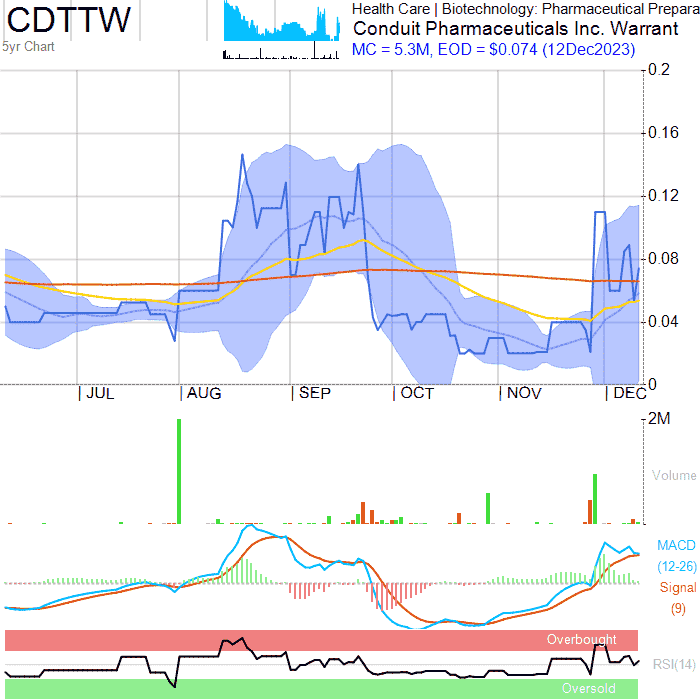 CDTTW
5yr Chart
Health Care | Biotechnology: Pharmaceutical Prepara
Conduit Pharmaceuticals Inc. Warrant
MC = 5.3M, EOD = $0.074 (12Dec2023)
0.2
0.16
0.12
0.08
0.04
0
JUL
AUG
SEP
OCT
NOV
DEC
2M
Volume
MACD
(12-26)
Signal
(9)
Overbought
RSI(14)
Oversold